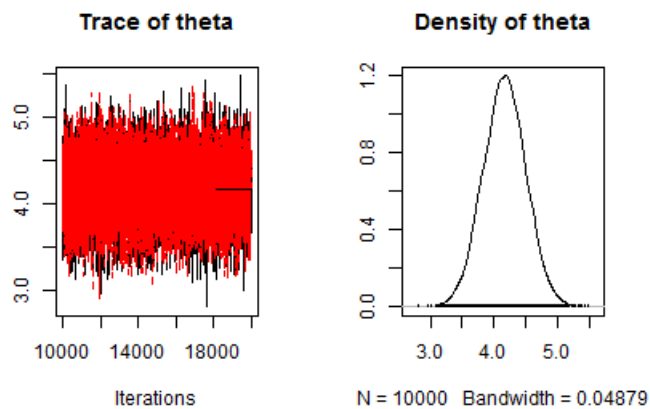 Trace of theta
5.0
4.0
3.0
10000 14000 18000
Iterations
Density of theta
1.2
0.8
0.4
0.0
3.0 4.0 5.0
N = 10000 Bandwidth = 0.04879